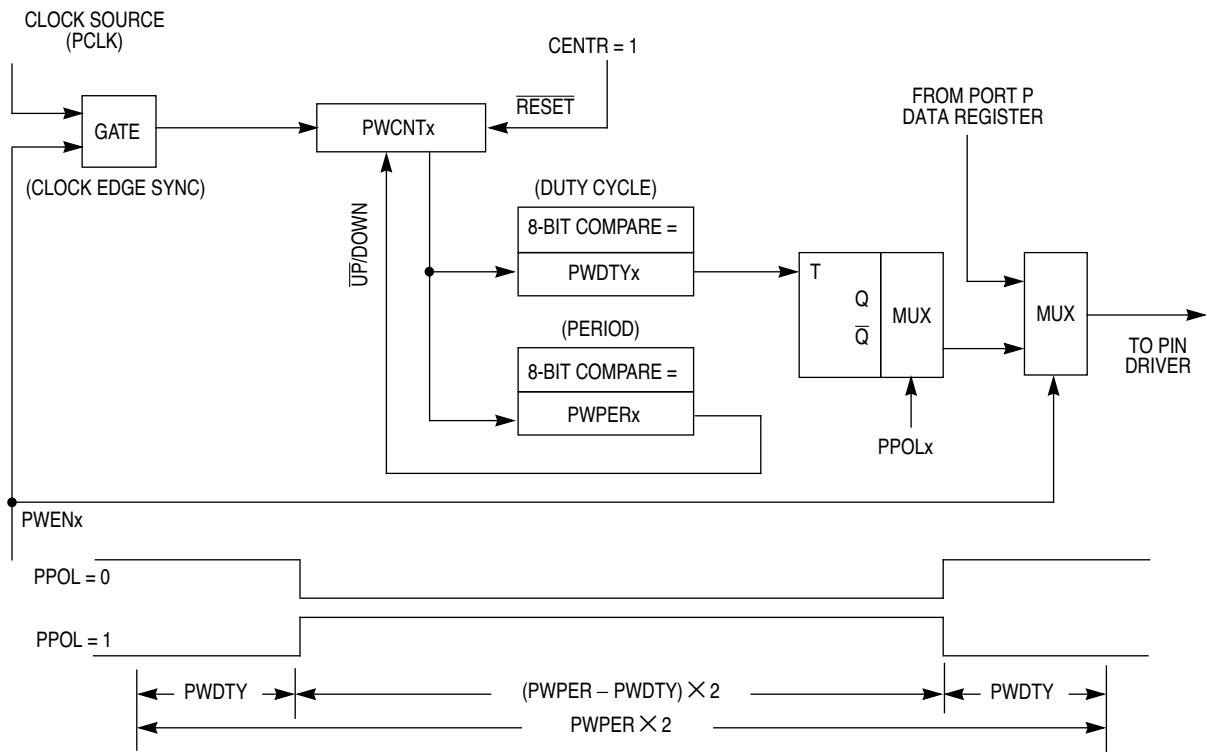 CLOCK SOURCE
(PCLK)
CENTR = 1
RESET
FROM PORT P
DATA REGISTER
GATE
PWCNTx
(CLOCK EDGE SYNC)
(DUTY CYCLE)
8-BIT COMPARE =
PWDTYx
UP/DOWN
T
Q
Q
MUX
MUX
(PERIOD)
8-BIT COMPARE =
PWPERx
TO PIN
DRIVER
PPOLx
PWENx
PPOL = 0
PPOL = 1
PWDTY
(PWPER – PWDTY) × 2
PWDTY
PWPER × 2